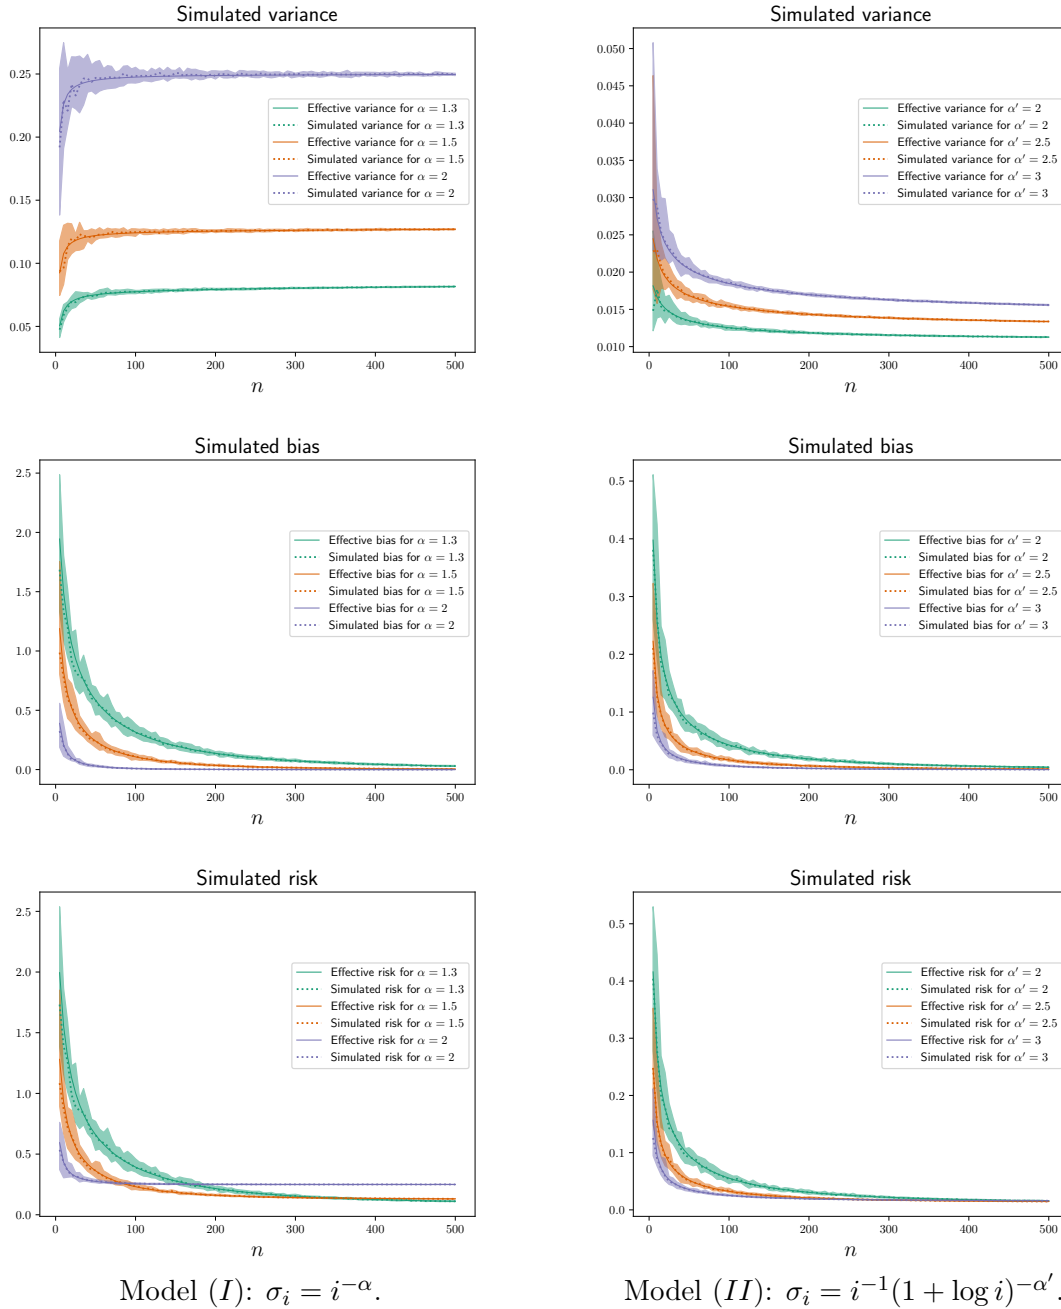 Simulated variance
0.25
0.20
0.15
0.10
0.05
0
100
200
300
400
500
n
Effective variance for α = 1.3
Simulated variance for α = 1.3
Effective variance for α = 1.5
Simulated variance for α = 1.5
Effective variance for α = 2
Simulated variance for α = 2
Simulated variance
0.050
0.045
0.040
0.035
0.030
0.025
0.020
0.015
0.010
0
100
200
300
400
500
n
Effective variance for α′ = 2
Simulated variance for α′ = 2
Effective variance for α′ = 2.5
Simulated variance for α′ = 2.5
Effective variance for α′ = 3
Simulated variance for α′ = 3
Simulated bias
2.5
2.0
1.5
1.0
0.5
0.0
0
100
200
300
400
500
n
Effective bias for α = 1.3
Simulated bias for α = 1.3
Effective bias for α = 1.5
Simulated bias for α = 1.5
Effective bias for α = 2
Simulated bias for α = 2
Simulated bias
0.5
0.4
0.3
0.2
0.1
0.0
0
100
200
300
400
500
n
Effective bias for α′ = 2
Simulated bias for α′ = 2
Effective bias for α′ = 2.5
Simulated bias for α′ = 2.5
Effective bias for α′ = 3
Simulated bias for α′ = 3
Simulated risk
2.5
2.0
1.5
1.0
0.5
0.0
0
100
200
300
400
500
n
Effective risk for α = 1.3
Simulated risk for α = 1.3
Effective risk for α = 1.5
Simulated risk for α = 1.5
Effective risk for α = 2
Simulated risk for α = 2
Simulated risk
0.5
0.4
0.3
0.2
0.1
0.0
0
100
200
300
400
500
n
Effective risk for α′ = 2
Simulated risk for α′ = 2
Effective risk for α′ = 2.5
Simulated risk for α′ = 2.5
Effective risk for α′ = 3
Simulated risk for α′ = 3
Model (I): σᵢ = i^{-α}.
Model (II): σᵢ = i^{-1}(1 + log i)^{-α′}.